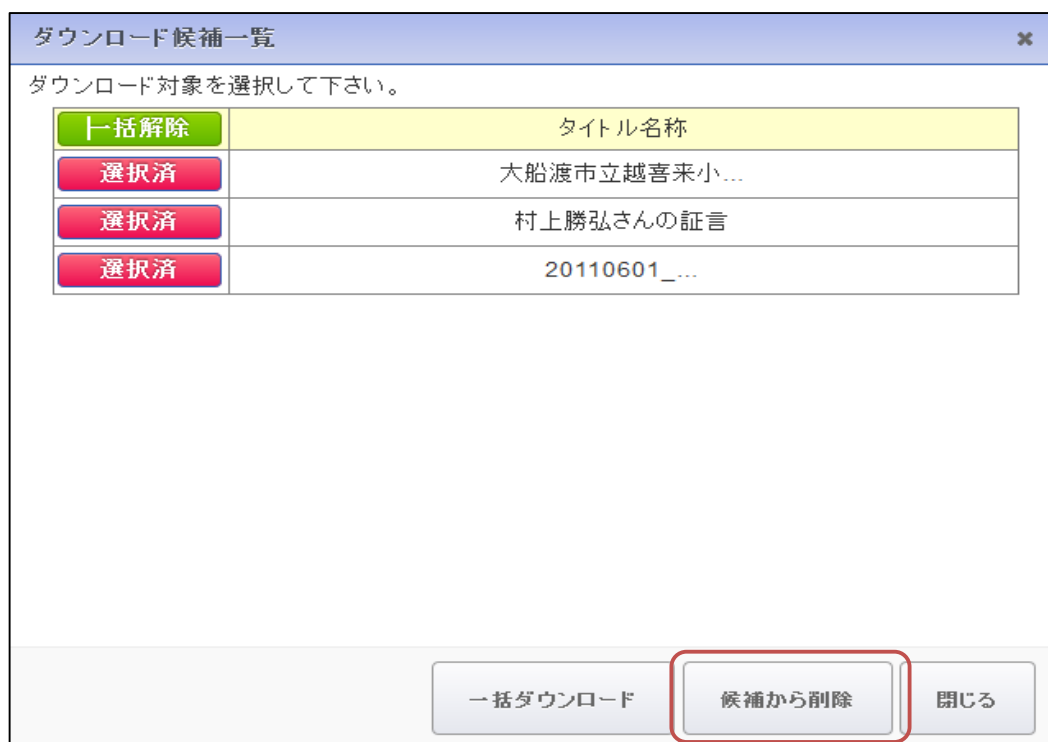 ダウンロード候補一覧
ダウンロード対象を選択して下さい。
一括解除 タイトル名称
選択済 大船渡市立越喜来小...
選択済 村上勝弘さんの証言
選択済 20110601_...
一括ダウンロード 候補から削除 閉じる